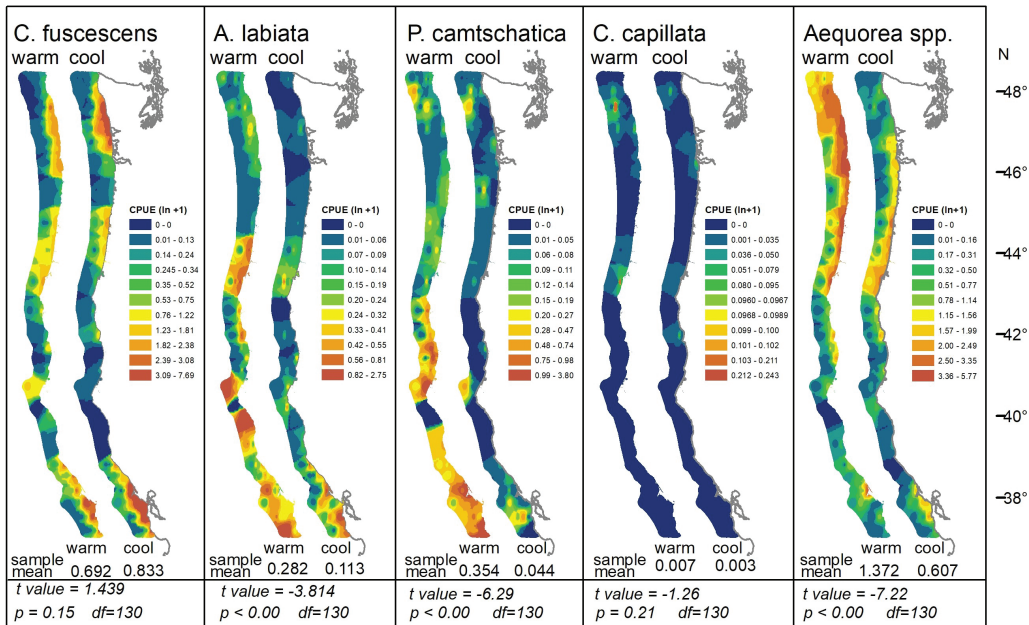 C. fuscescens
warm cool
CPUE (ln +1)
0 - 0
0.01 - 0.13
0.14 - 0.24
0.245 - 0.34
0.35 - 0.52
0.53 - 0.75
0.76 - 1.22
1.23 - 1.81
1.82 - 2.38
2.39 - 3.08
3.09 - 7.69
warm cool
sample mean 0.692 0.833
t value = 1.439
p = 0.15 df=130
A. labiata
warm cool
CPUE (ln +1)
0 - 0
0.01 - 0.06
0.07 - 0.09
0.10 - 0.14
0.15 - 0.19
0.20 - 0.24
0.24 - 0.32
0.33 - 0.41
0.42 - 0.55
0.56 - 0.81
0.82 - 2.75
warm cool
sample mean 0.282 0.113
t value = -3.814
p < 0.00 df=130
P. camtschatica
warm cool
CPUE (ln+1)
0 - 0
0.01 - 0.05
0.06 - 0.08
0.09 - 0.11
0.12 - 0.14
0.15 - 0.19
0.20 - 0.27
0.28 - 0.47
0.48 - 0.74
0.75 - 0.98
0.99 - 3.80
warm cool
sample mean 0.354 0.044
t value = -6.29
p < 0.00 df=130
C. capillata
warm cool
CPUE (ln+1)
0 - 0
0.001 - 0.035
0.036 - 0.050
0.051 - 0.079
0.080 - 0.095
0.0960 - 0.0967
0.0968 - 0.0989
0.099 - 0.100
0.101 - 0.102
0.103 - 0.211
0.212 - 0.243
warm cool
sample mean 0.007 0.003
t value = -1.26
p = 0.21 df=130
Aequorea spp.
warm cool
CPUE (ln+1)
0 - 0
0.01 - 0.16
0.17 - 0.31
0.32 - 0.50
0.51 - 0.77
0.78 - 1.14
1.15 - 1.56
1.57 - 1.99
2.00 - 2.49
2.50 - 3.35
3.36 - 5.77
warm cool
sample mean 1.372 0.607
t value = -7.22
p < 0.00 df=130
N
48°
46°
44°
42°
40°
38°